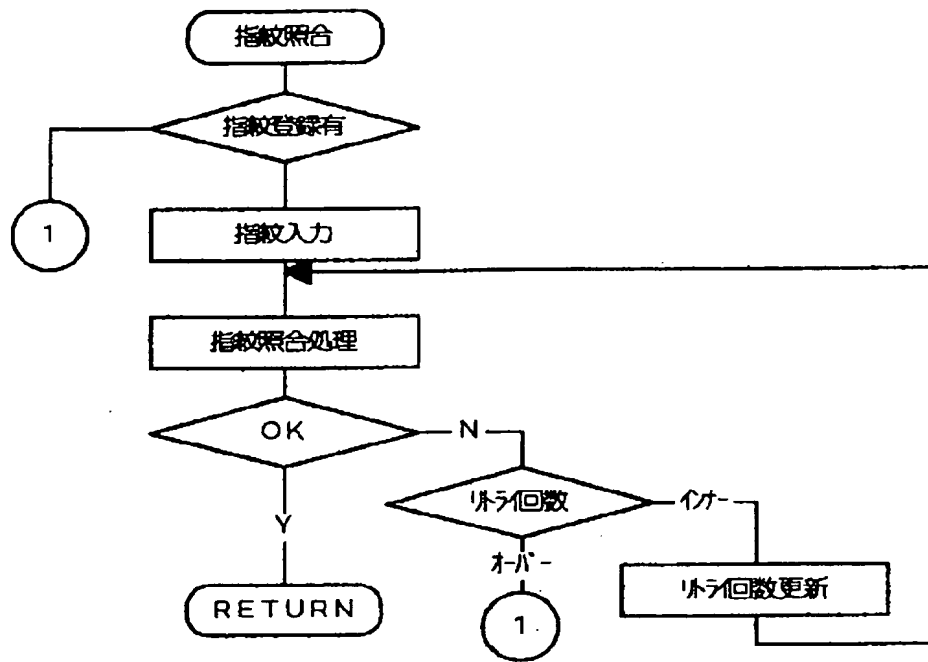 指紋照合
指紋登録有
1
指紋入力
指紋照合処理
OK
N
リトライ回数
インナー
Y
オーバー
リトライ回数更新
RETURN
1